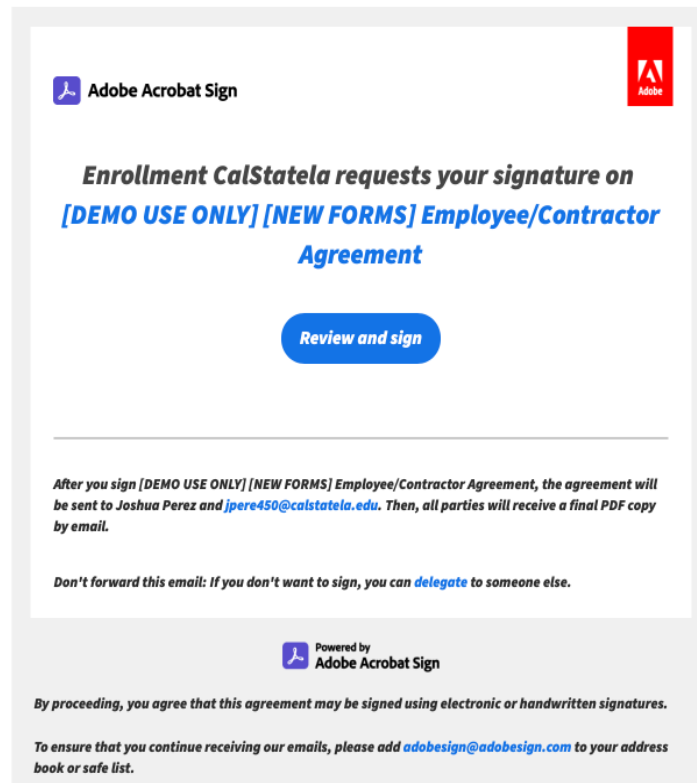 Adobe Acrobat Sign
Adobe
Enrollment CalStatela requests your signature on
[DEMO USE ONLY] [NEW FORMS] Employee/Contractor
Agreement
Review and sign
After you sign [DEMO USE ONLY] [NEW FORMS] Employee/Contractor Agreement, the agreement will
be sent to Joshua Perez and jpere450@calstatela.edu. Then, all parties will receive a final PDF copy
by email.
Don't forward this email: If you don't want to sign, you can delegate to someone else.
Powered by
Adobe Acrobat Sign
By proceeding, you agree that this agreement may be signed using electronic or handwritten signatures.
To ensure that you continue receiving our emails, please add adobesign@adobesign.com to your address
book or safe list.